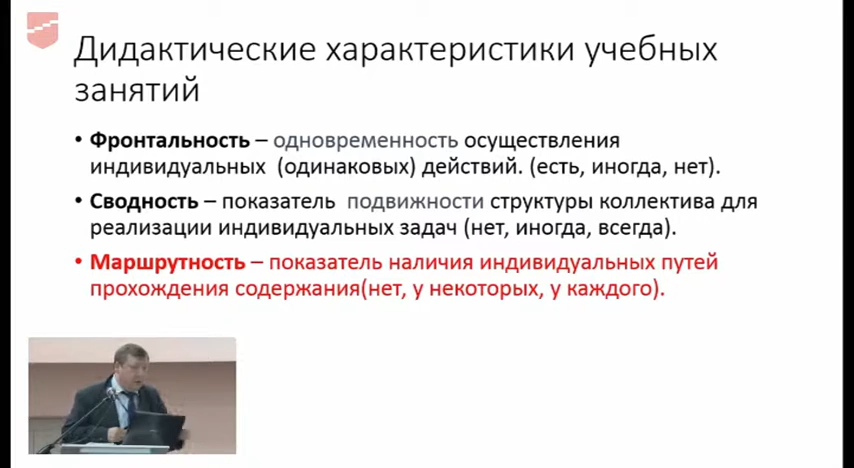 Дидактические характеристики учебных
занятий
• Фронтальность – одновременность осуществления
индивидуальных (одинаковых) действий. (есть, иногда, нет).
• Сводность – показатель подвижности структуры коллектива для
реализации индивидуальных задач (нет, иногда, всегда).
• Маршрутность – показатель наличия индивидуальных путей
прохождения содержания(нет, у некоторых, у каждого).